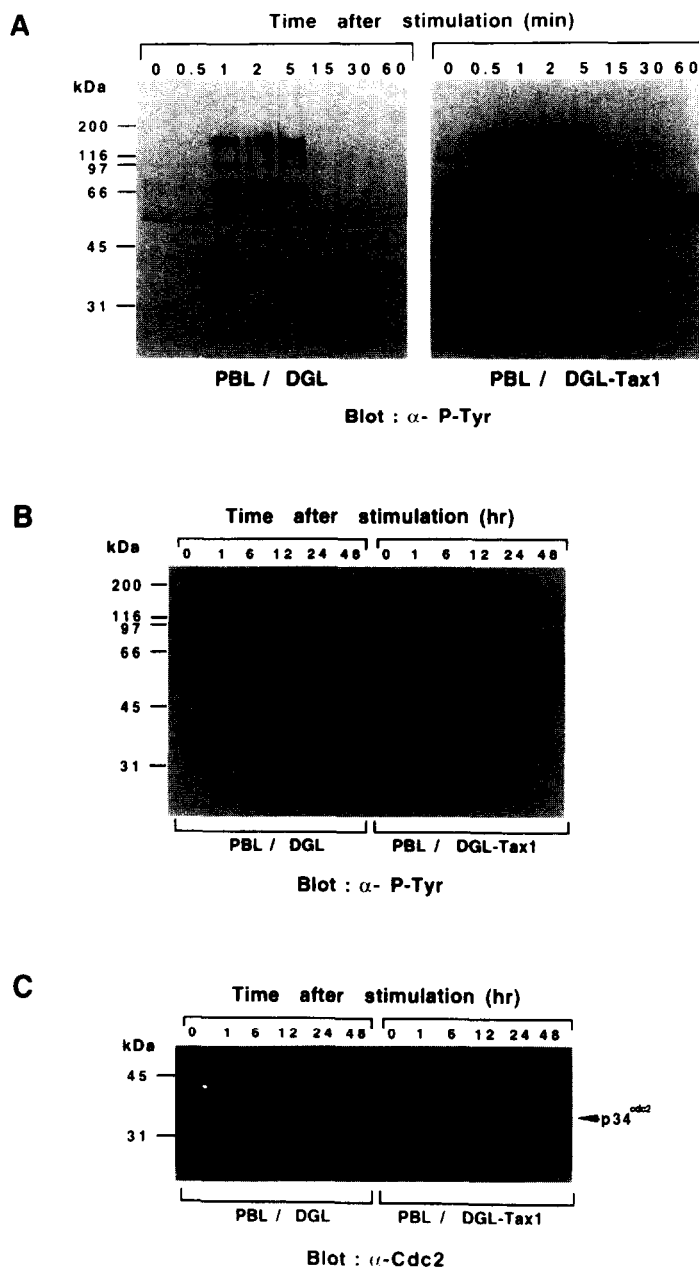 A
Time after stimulation (min)
0 0.5 1 2 5 15 30 60 0 0.5 1 2 5 15 30 60
kDa
200
116
97
66
45
31
PBL / DGL PBL / DGL-Tax1
Blot : α- P-Tyr
B
Time after stimulation (hr)
kDa
0 1 6 12 24 48 0 1 6 12 24 48
200
116
97
66
45
31
PBL / DGL PBL / DGL-Tax1
Blot : α- P-Tyr
C
Time after stimulation (hr)
0 1 6 12 24 48 0 1 6 12 24 48
kDa
45
p34cdc2
31
PBL / DGL PBL / DGL-Tax1
Blot : α-Cdc2